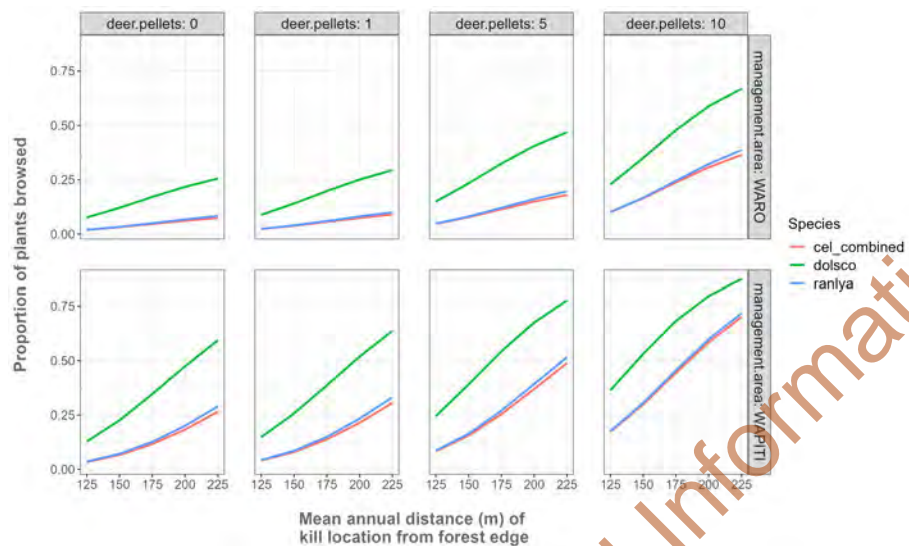 deer.pellets: 0 deer.pellets: 1 deer.pellets: 5 deer.pellets: 10
Proportion of plants browsed
0.75
0.50
0.25
0.00
management.area: WARO
0.75
0.50
0.25
0.00
management.area: WAPITI
125 150 175 200 225 125 150 175 200 225 125 150 175 200 225 125 150 175 200 225
Mean annual distance (m) of
kill location from forest edge
Species
cel_combined
dolsco
ranlya